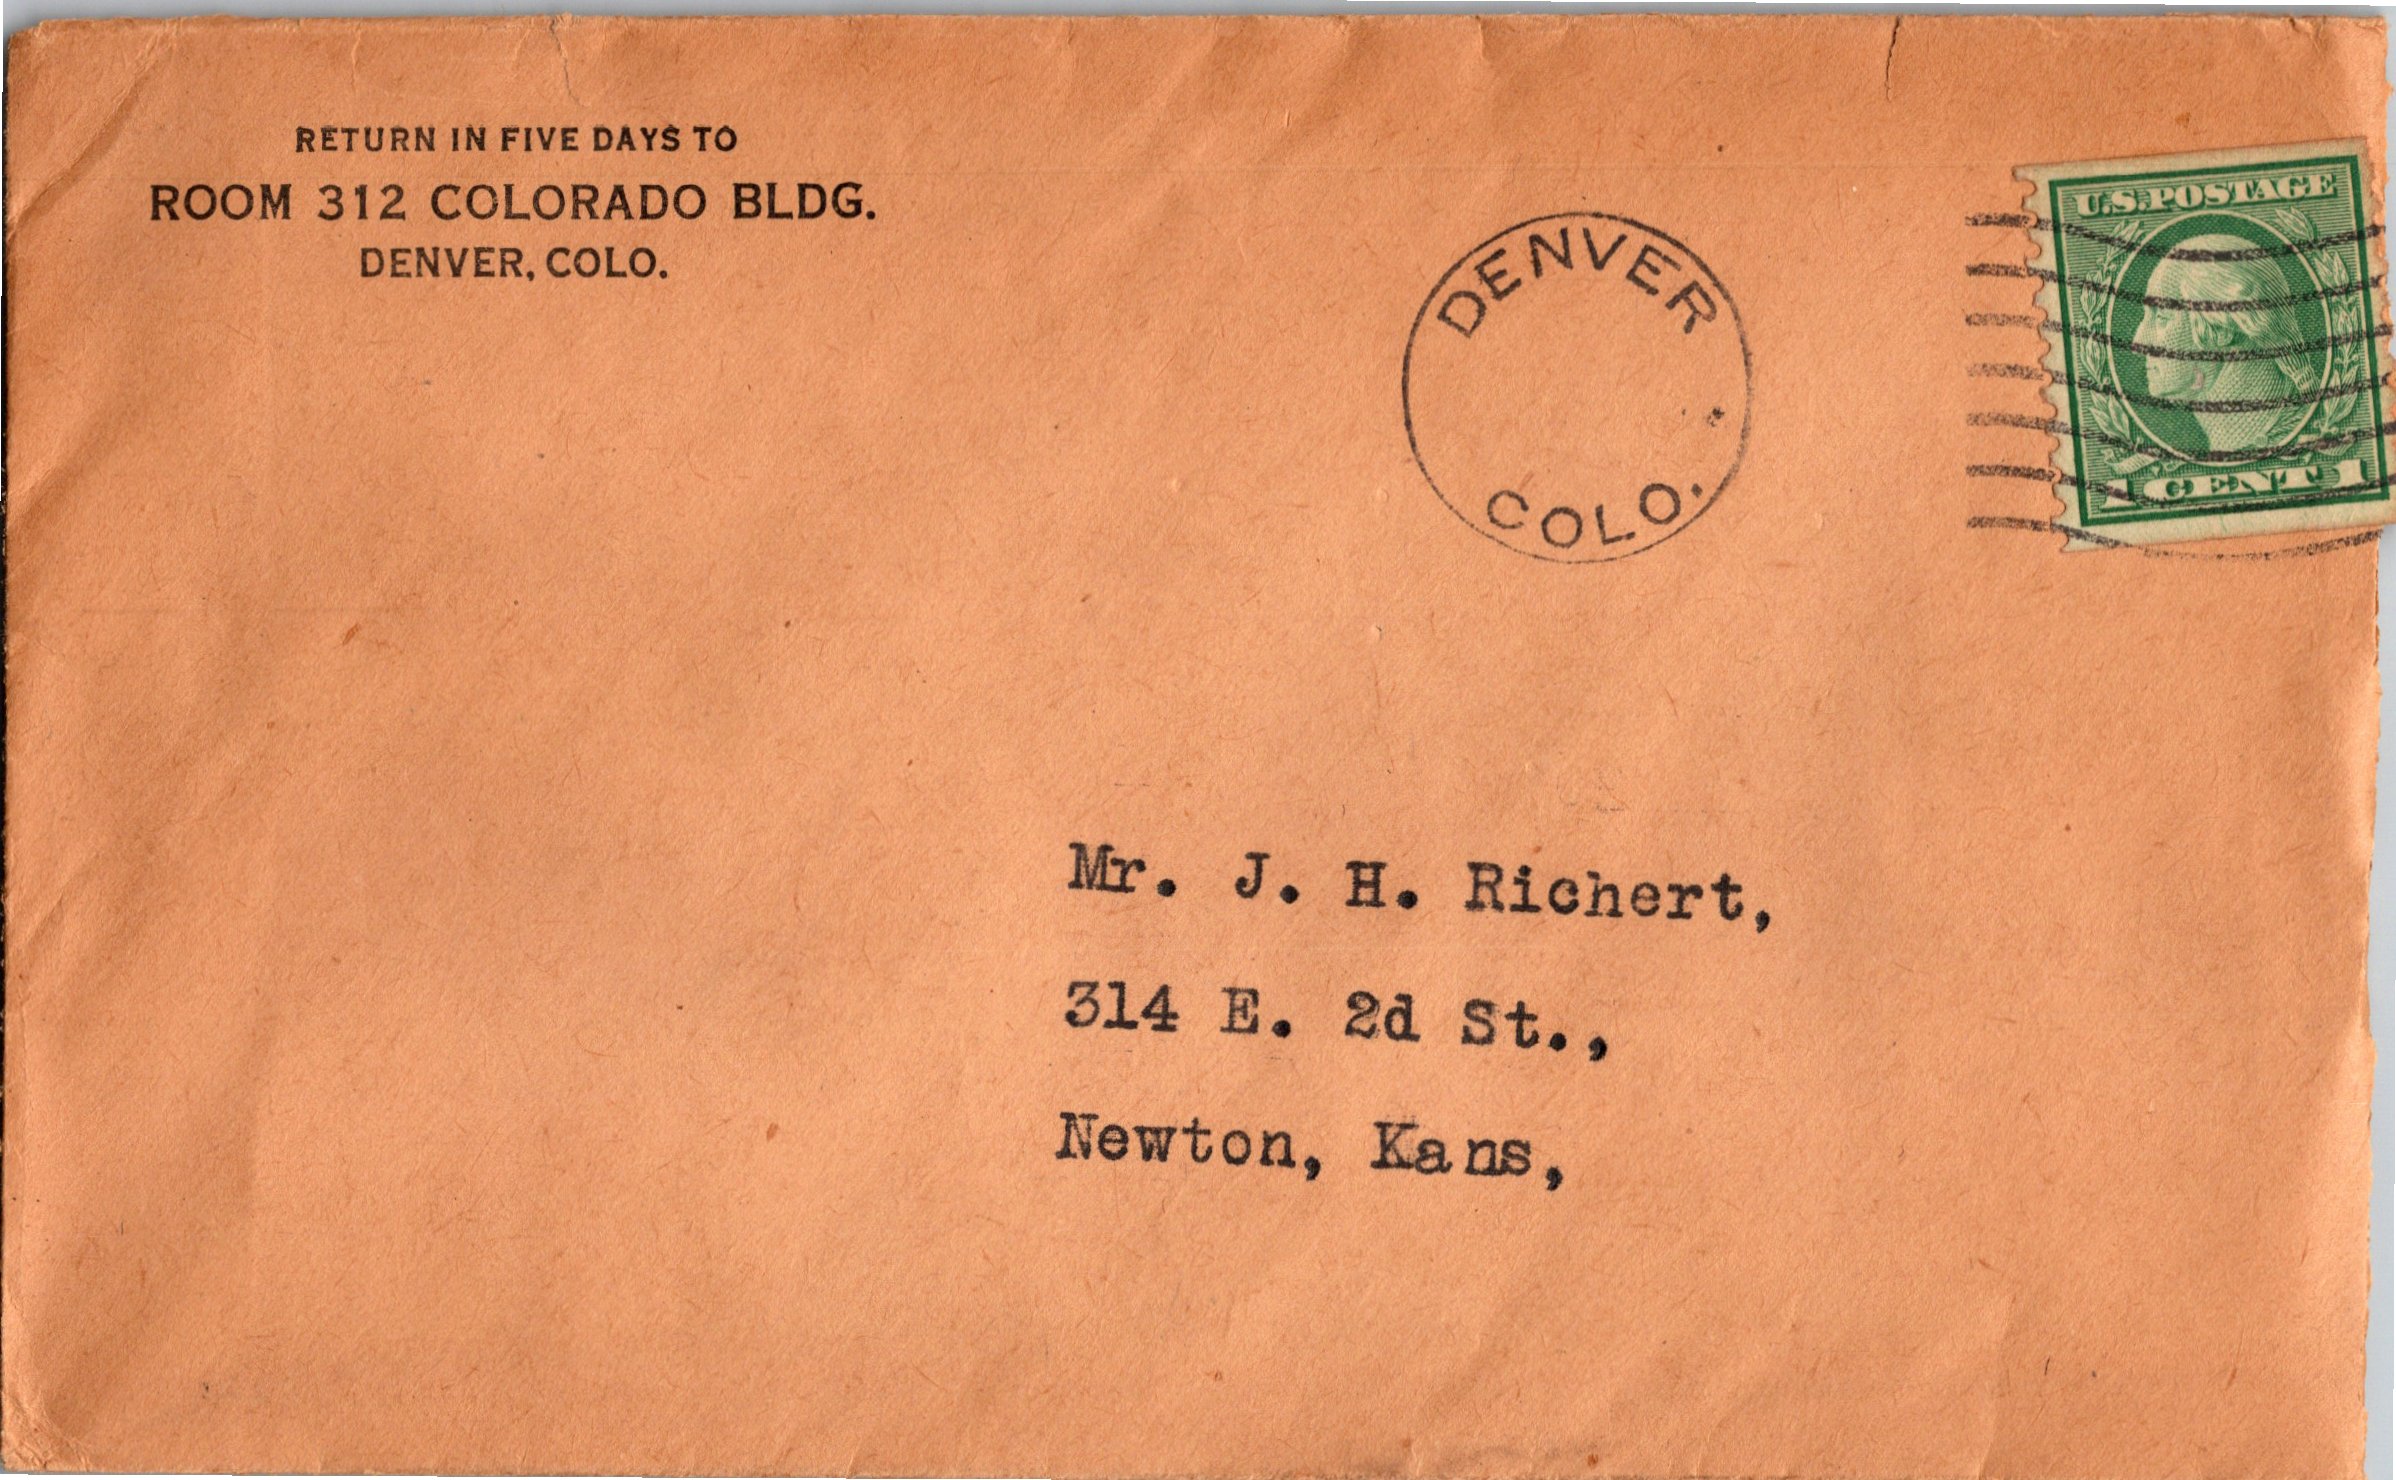 RETURN IN FIVE DAYS TO
ROOM 312 COLORADO BLDG.
DENVER, COLO.
DENVER
COLO.
U.S. POSTAGE
1 CENT 1
Mr. J. H. Richert,
314 E. 2d St.,
Newton, Kans,